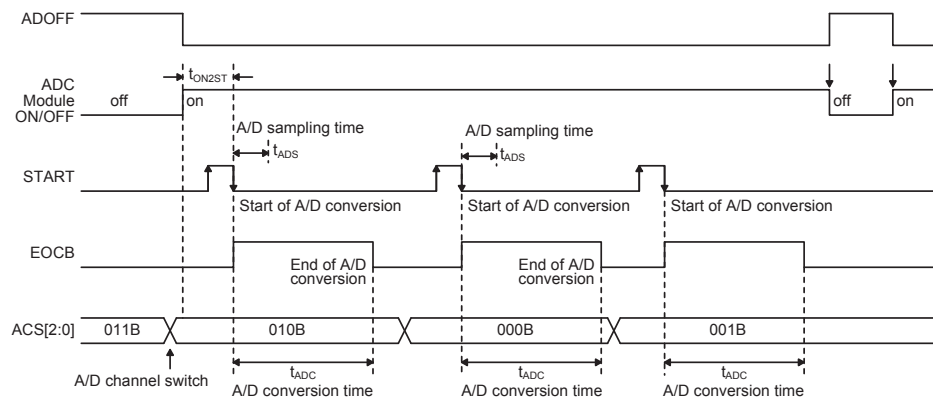 ADOFF
tON2ST
ADC
Module
ON/OFF
off
on
off
on
A/D sampling time
A/D sampling time
tADS
tADS
START
Start of A/D conversion
Start of A/D conversion
Start of A/D conversion
EOCB
End of A/D
conversion
End of A/D
conversion
ACS[2:0]
011B
010B
000B
001B
A/D channel switch
tADC
A/D conversion time
tADC
A/D conversion time
tADC
A/D conversion time